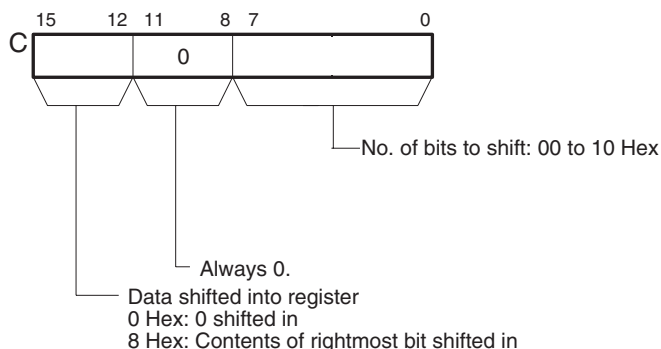 15 12 11 8 7 0
C
0
No. of bits to shift: 00 to 10 Hex
Always 0.
Data shifted into register
0 Hex: 0 shifted in
8 Hex: Contents of rightmost bit shifted in